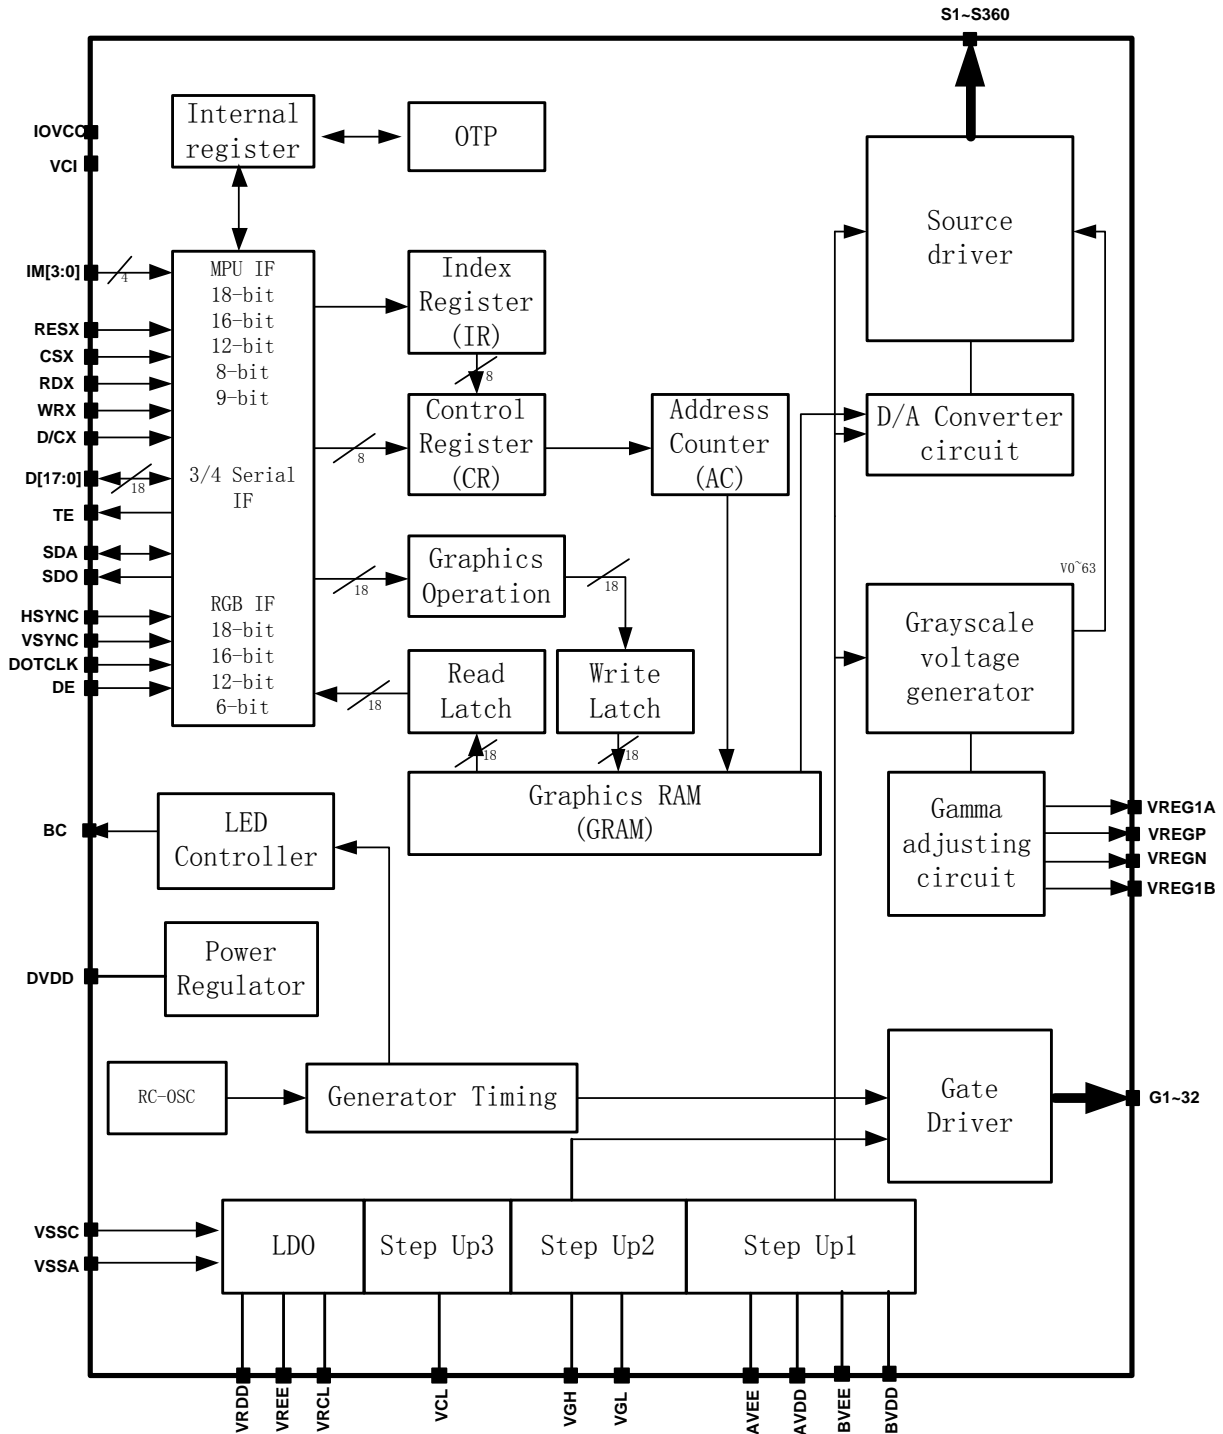 S1~S360
IOVCC
VCI
Internal
register
OTP
Source
driver
IM[3:0]
4
RESX
CSX
RDX
WRX
D/CX
D[17:0]
18
TE
SDA
SDO
HSYNC
VSYNC
DOTCLK
DE
MPU IF
18-bit
16-bit
12-bit
8-bit
9-bit
3/4 Serial
IF
RGB IF
18-bit
16-bit
12-bit
6-bit
Index
Register
(IR)
8
Control
Register
(CR)
8
Address
Counter
(AC)
D/A Converter
circuit
Graphics
Operation
18
18
V0~63
Grayscale
voltage
generator
Read
Latch
18
Write
Latch
18
18
Graphics RAM
(GRAM)
Gamma
adjusting
circuit
VREG1A
VREGP
VREGN
VREG1B
BC
LED
Controller
DVDD
Power
Regulator
RC-OSC
Generator Timing
Gate
Driver
G1~32
VSSC
VSSA
LDO
Step Up3
Step Up2
Step Up1
VRDD
VREE
VRCL
VCL
VGH
VGL
AVEE
AVDD
BVEE
BVDD